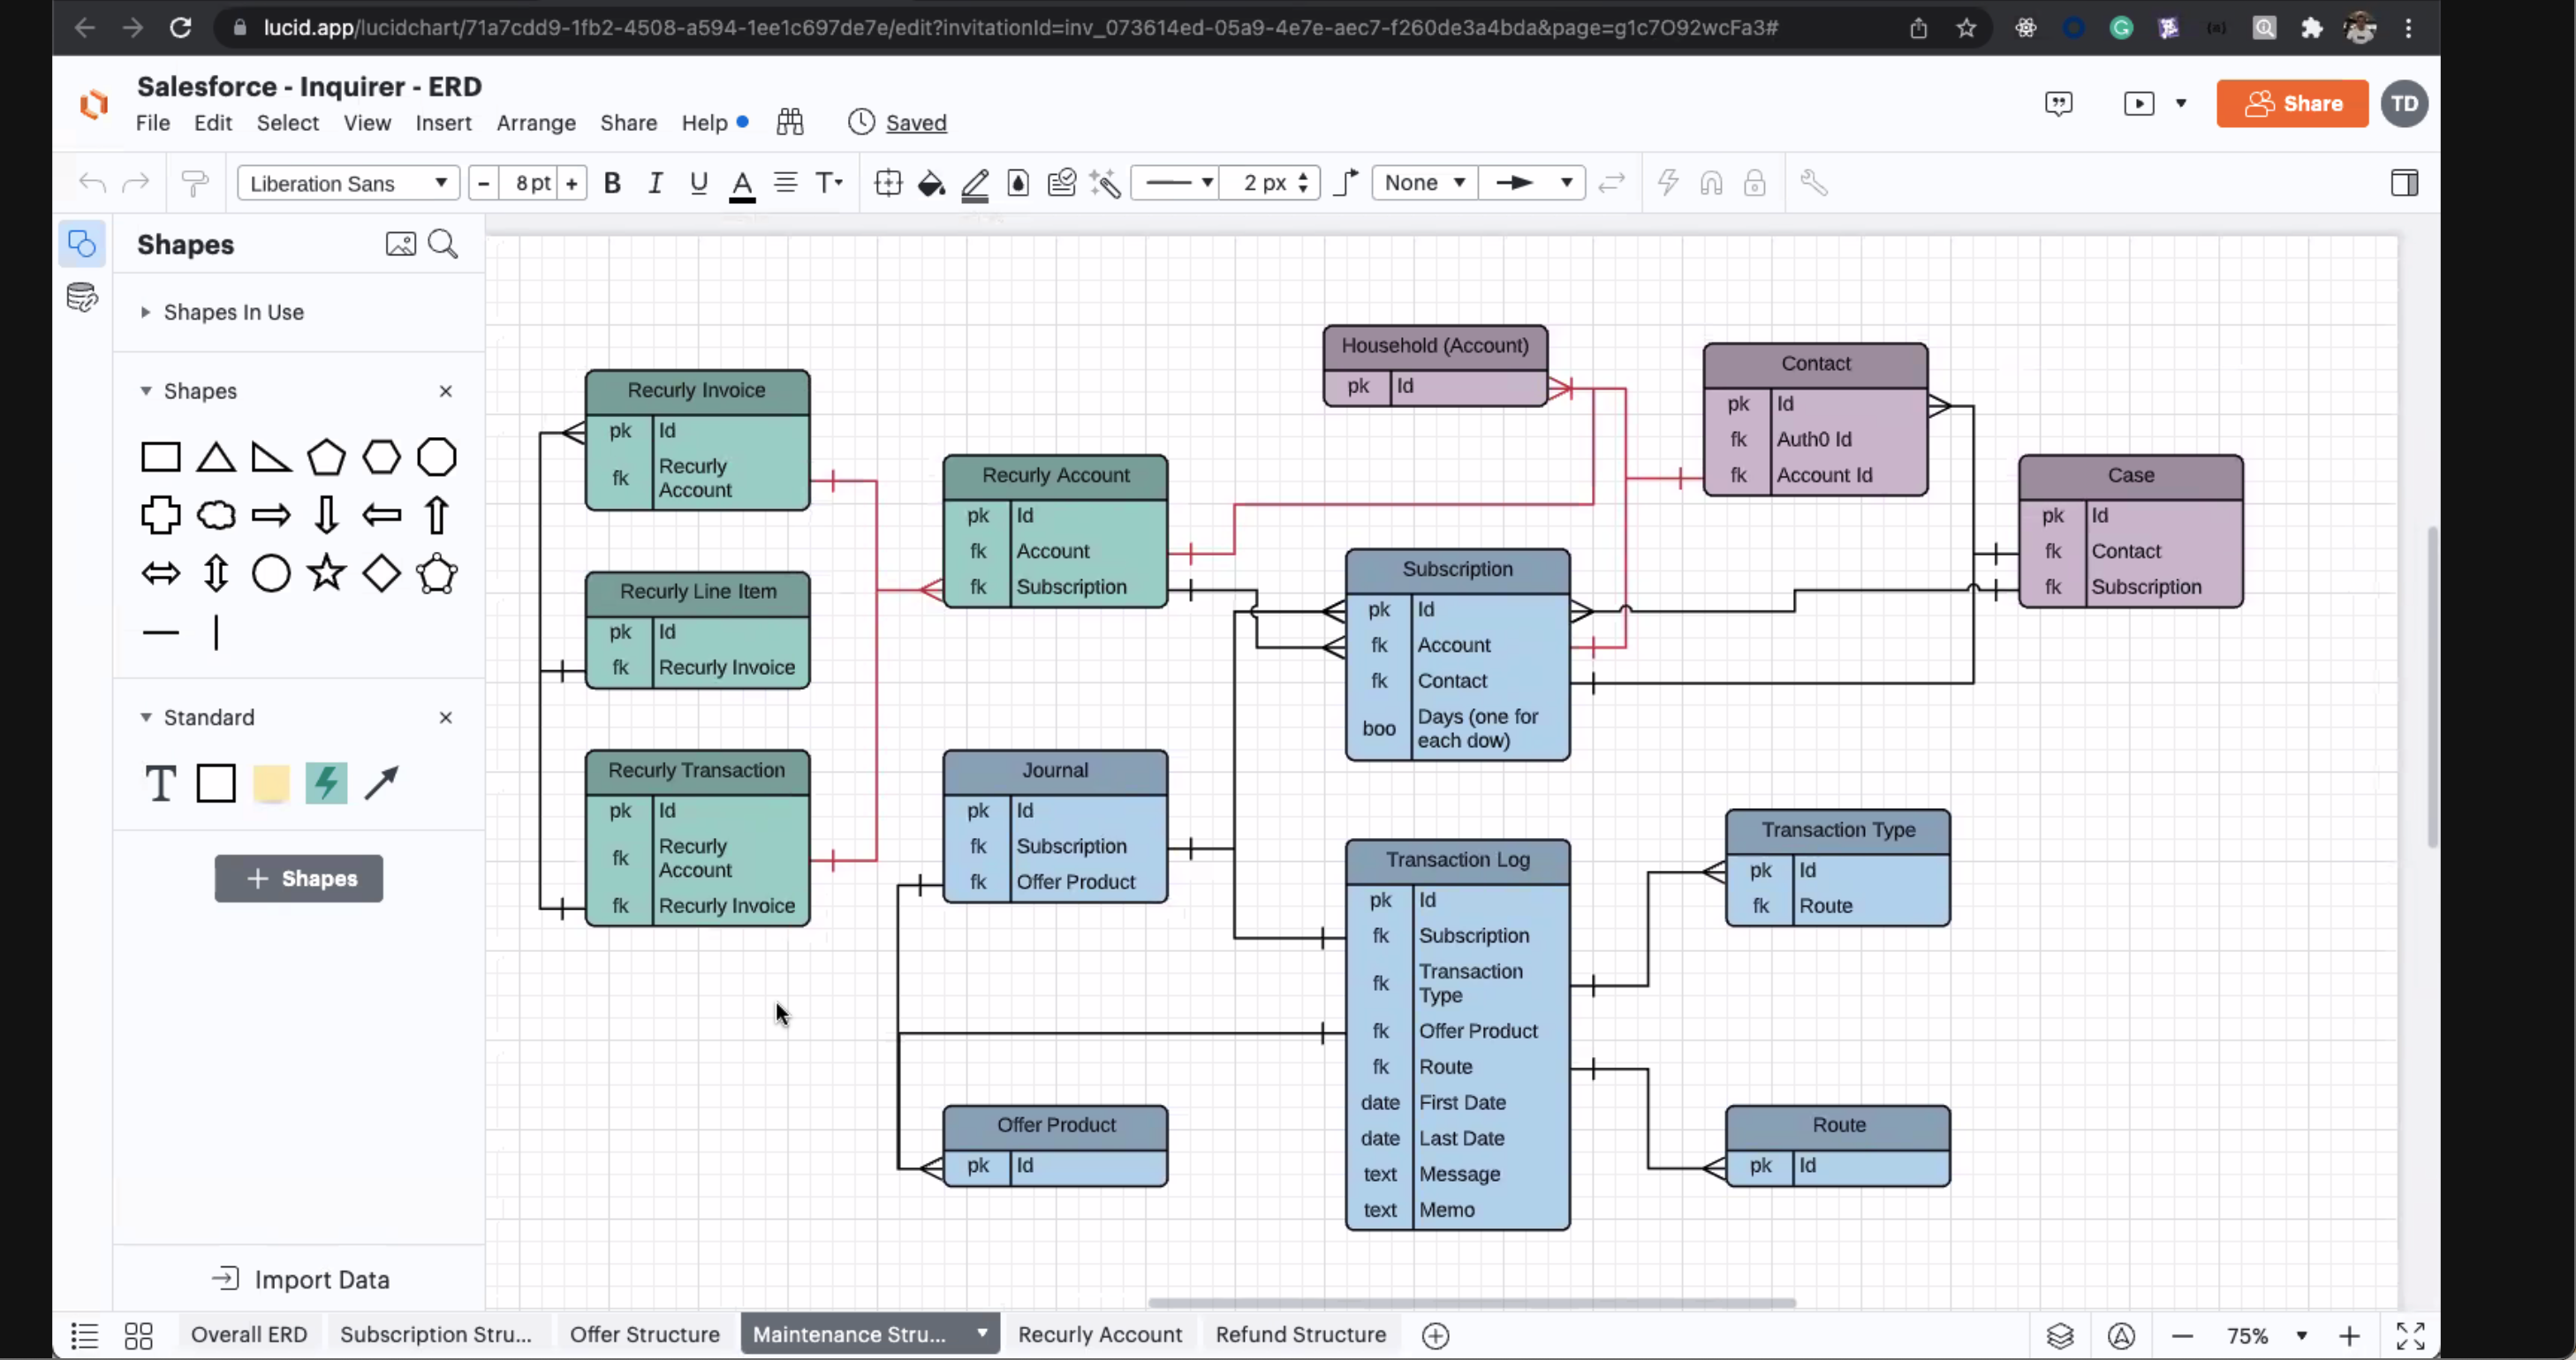 lucid.app/lucidchart/71a7cdd9-1fb2-4508-a594-1ee1c697de7e/edit?invitationId=inv_073614ed-05a9-4e7e-aec7-f260de3a4bda&page=g1c7O92wcFa3#
Salesforce - Inquirer - ERD
File Edit Select View Insert Arrange Share Help Saved
Share
TD
Liberation Sans - 8 pt + B I U A T 2 px None
Shapes
Shapes In Use
Shapes
Standard
T
+ Shapes
Import Data
Household (Account)
pk Id
Contact
pk Id
fk Auth0 Id
fk Account Id
Recurly Invoice
pk Id
fk Recurly
Account
Recurly Account
pk Id
fk Account
fk Subscription
Case
pk Id
fk Contact
fk Subscription
Subscription
pk Id
fk Account
fk Contact
boo Days (one for
each dow)
Recurly Line Item
pk Id
fk Recurly Invoice
Recurly Transaction
pk Id
fk Recurly
Account
fk Recurly Invoice
Journal
pk Id
fk Subscription
fk Offer Product
Transaction Type
pk Id
fk Route
Transaction Log
pk Id
fk Subscription
fk Transaction
Type
fk Offer Product
fk Route
date First Date
date Last Date
text Message
text Memo
Offer Product
pk Id
Route
pk Id
Overall ERD Subscription Stru... Offer Structure Maintenance Stru... Recurly Account Refund Structure
75%